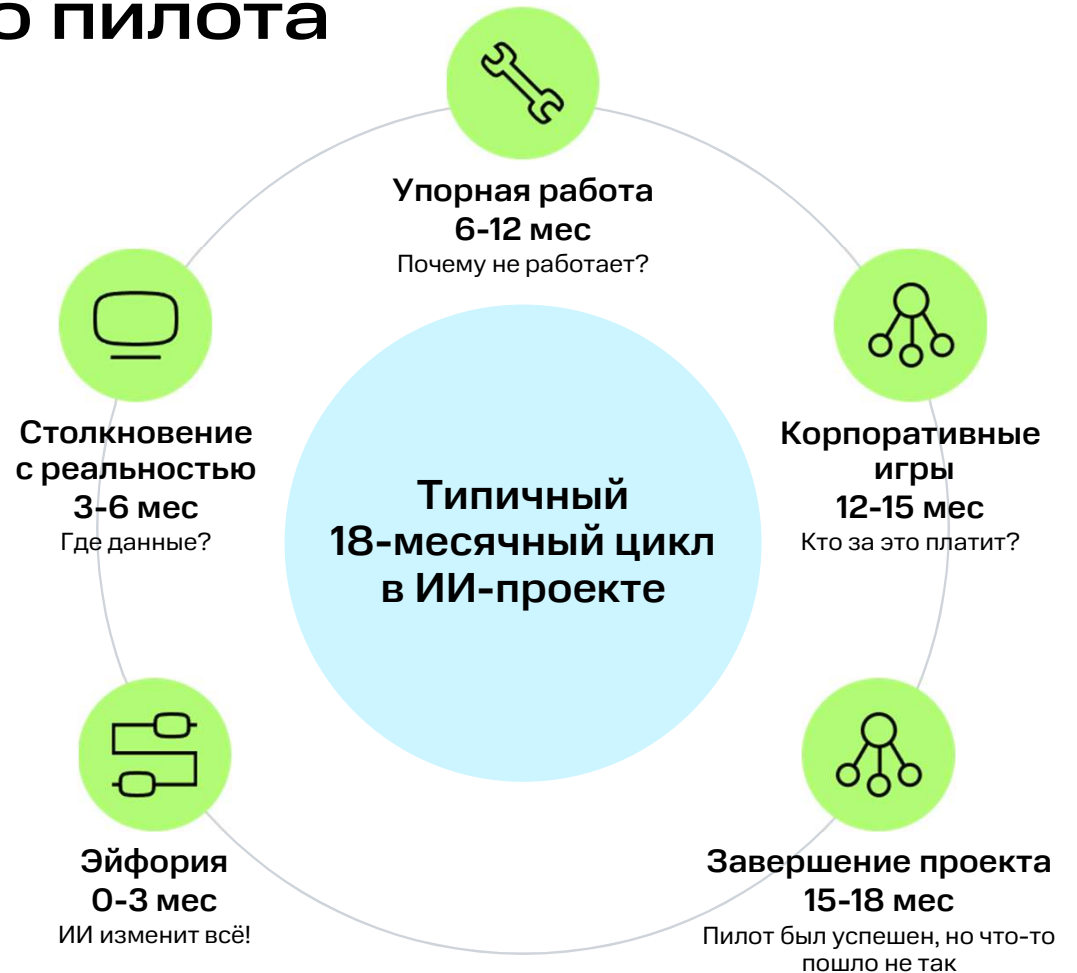 о пилота
Упорная работа
6-12 мес
Почему не работает?
Столкновение
с реальностью
3-6 мес
Где данные?
Корпоративные
игры
12-15 мес
Кто за это платит?
Типичный
18-месячный цикл
в ИИ-проекте
Эйфория
0-3 мес
ИИ изменит всё!
Завершение проекта
15-18 мес
Пилот был успешен, но что-то
пошло не так